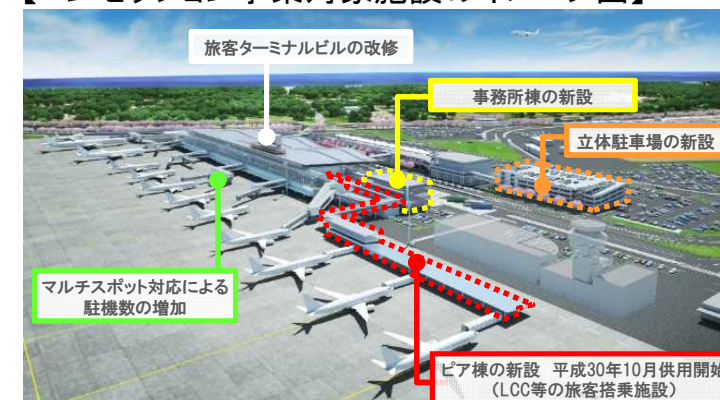 旅客ターミナルビルの改修
事務所棟の新設
立体駐車場の新設
マルチスポット対応による
駐機数の増加
ピア棟の新設 平成30年10月供用開始
(LCC等の旅客搭乗施設)